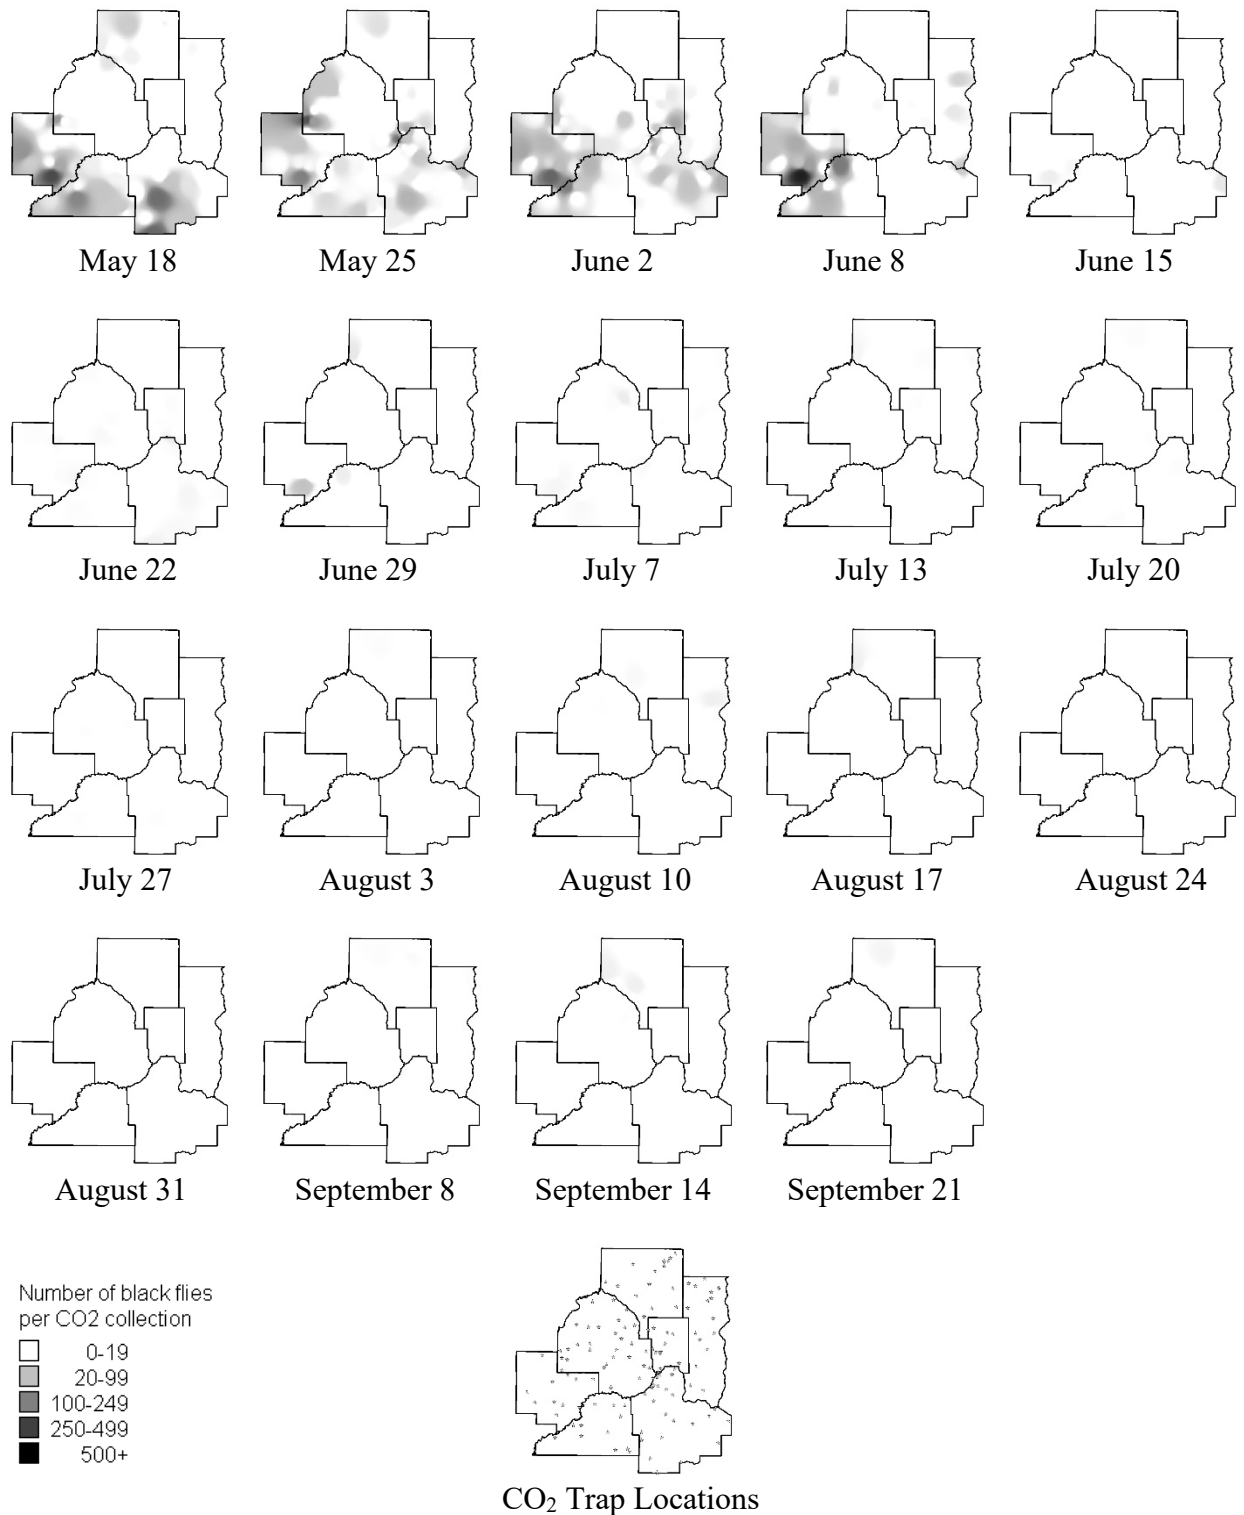 May 18
May 25
June 2
June 8
June 15
June 22
June 29
July 7
July 13
July 20
July 27
August 3
August 10
August 17
August 24
August 31
September 8
September 14
September 21
Number of black flies
per CO2 collection
0-19
20-99
100-249
250-499
500+
CO₂ Trap Locations